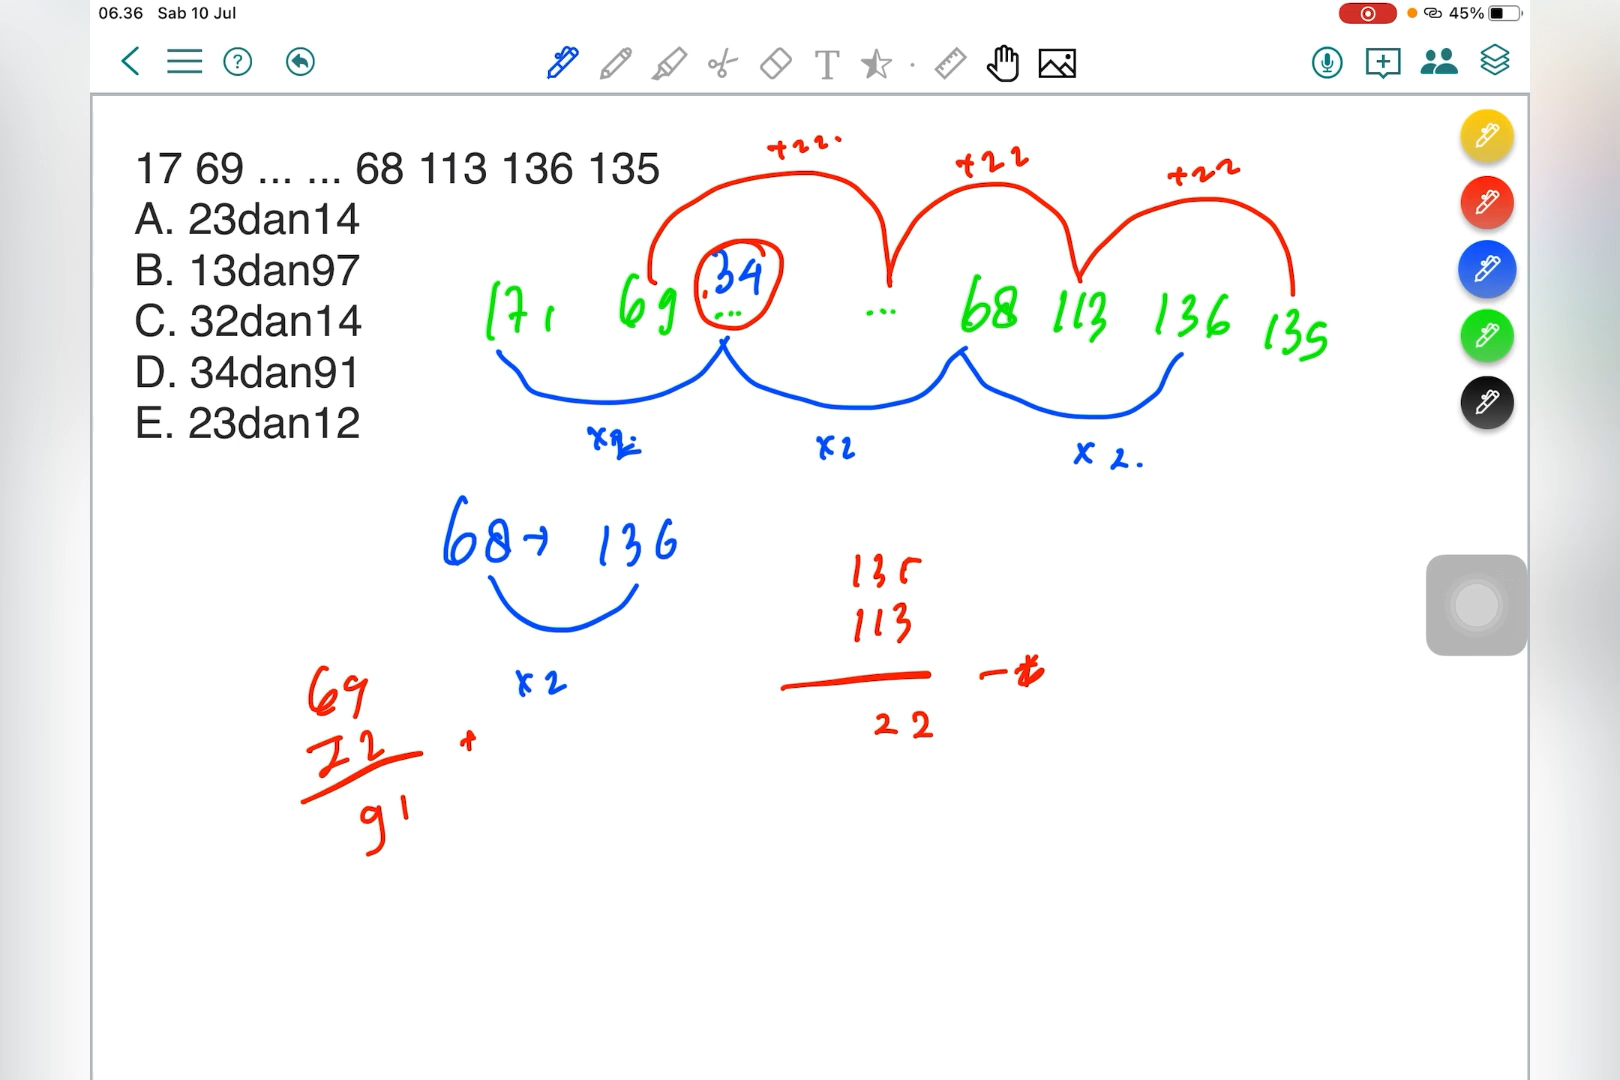 06.36 Sab 10 Jul
45%
T
17 69 ... ... 68 113 136 135
A. 23dan14
B. 13dan97
C. 32dan14
D. 34dan91
E. 23dan12
+22. +22 +22
17, 69 34 ... ... 68 113 136 135
x2 x2 x2.
68 → 136
x2
135
113
22
69
22 +
91